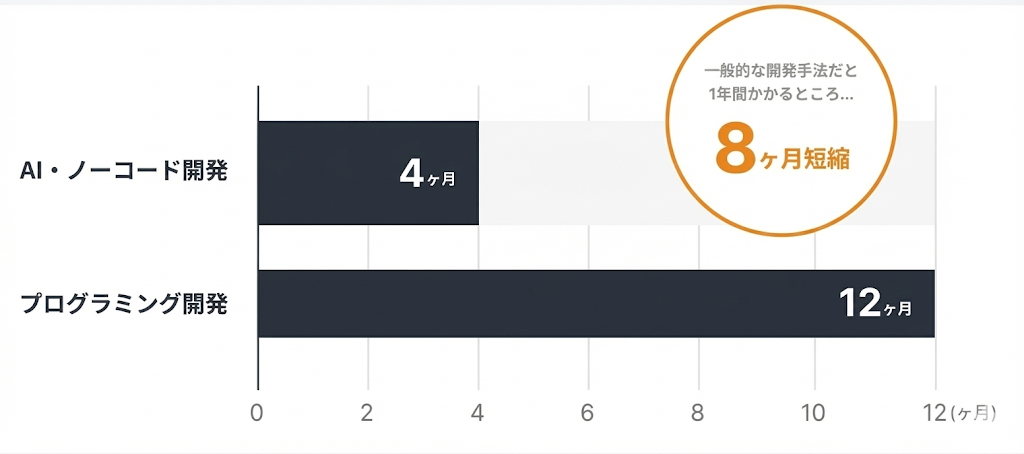 一般的な開発手法だと
1年間かかるところ...
8ヶ月短縮
AI・ノーコード開発
4ヶ月
プログラミング開発
12ヶ月
0 2 4 6 8 10 12(ヶ月)